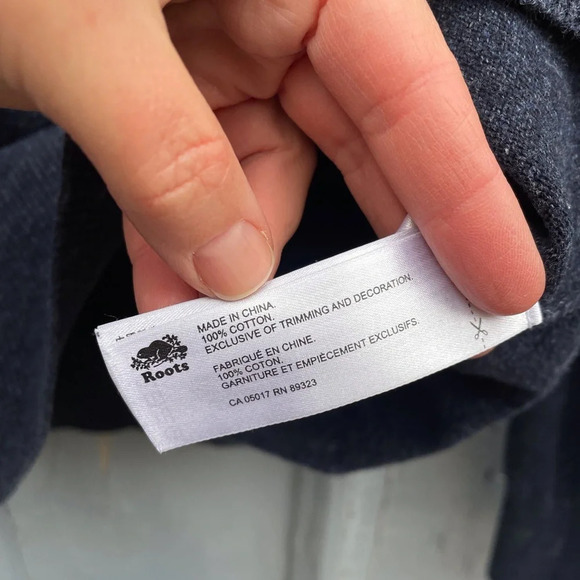 Roots
MADE IN CHINA.
100% COTTON.
EXCLUSIVE OF TRIMMING AND DECORATION.
FABRIQUÉ EN CHINE.
100% COTON.
GARNITURE ET EMPIÈCEMENT EXCLUSIFS.
CA 05017 RN 89323